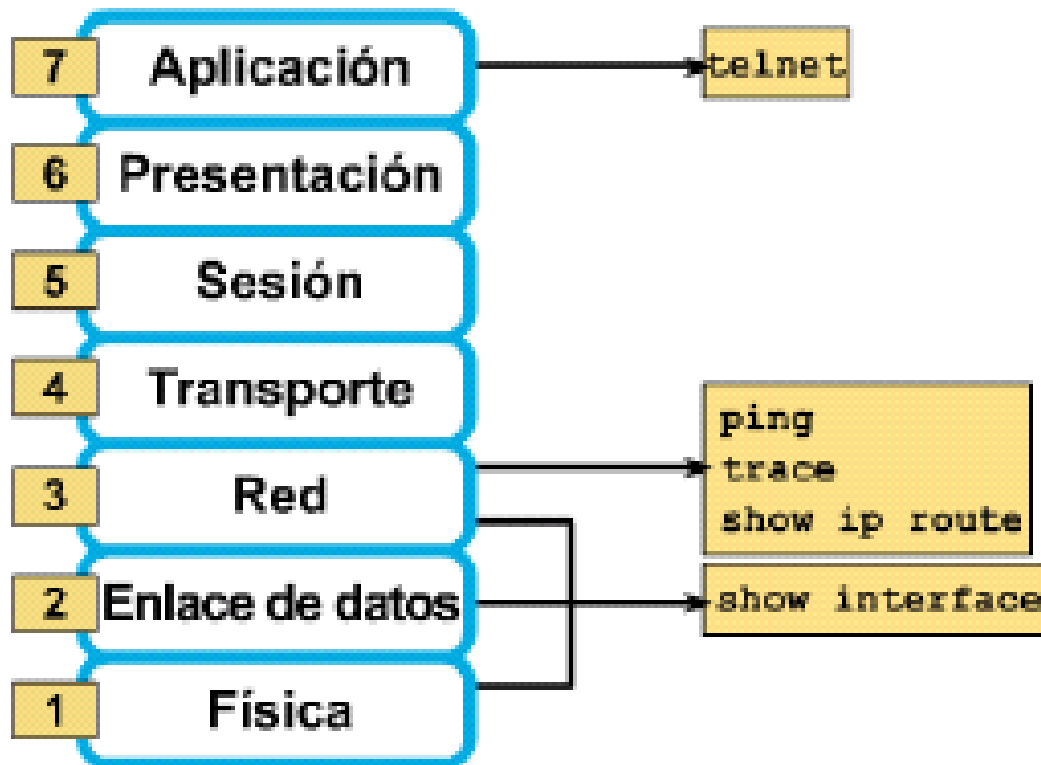 7 Aplicación
telnet
6 Presentación
5 Sesión
4 Transporte
3 Red
ping
trace
show ip route
2 Enlace de datos
show interface
1 Física